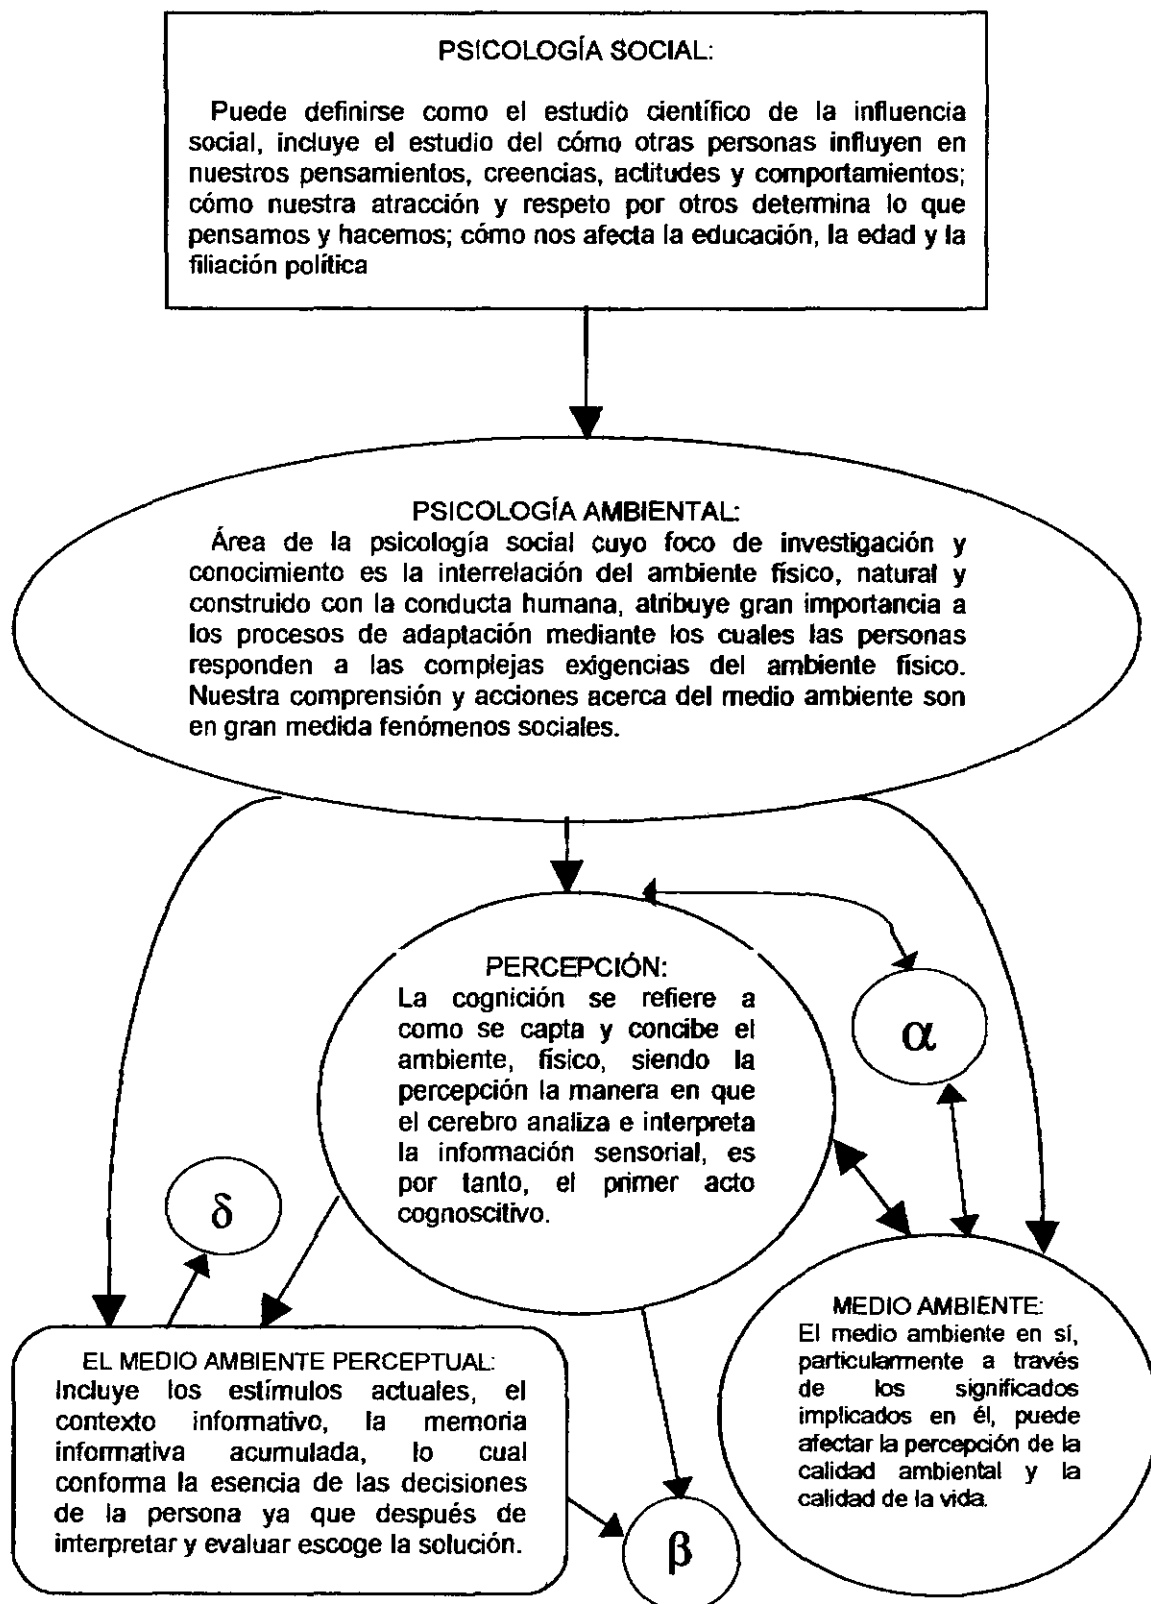 PSICOLOGÍA SOCIAL:
Puede definirse como el estudio científico de la influencia
social, incluye el estudio del cómo otras personas influyen en
nuestros pensamientos, creencias, actitudes y comportamientos;
cómo nuestra atracción y respeto por otros determina lo que
pensamos y hacemos; cómo nos afecta la educación, la edad y la
filiación política
PSICOLOGÍA AMBIENTAL:
Área de la psicología social cuyo foco de investigación y
conocimiento es la interrelación del ambiente físico, natural y
construido con la conducta humana, atribuye gran importancia a
los procesos de adaptación mediante los cuales las personas
responden a las complejas exigencias del ambiente físico.
Nuestra comprensión y acciones acerca del medio ambiente son
en gran medida fenómenos sociales.
PERCEPCIÓN:
La cognición se refiere a
como se capta y concibe el
ambiente, físico, siendo la
percepción la manera en que
el cerebro analiza e interpreta
la información sensorial, es
por tanto, el primer acto
cognoscitivo.
α
δ
EL MEDIO AMBIENTE PERCEPTUAL:
Incluye los estímulos actuales, el
contexto informativo, la memoria
informativa acumulada, lo cual
conforma la esencia de las decisiones
de la persona ya que después de
interpretar y evaluar escoge la solución.
MEDIO AMBIENTE:
El medio ambiente en sí,
particularmente a través
de los significados
implicados en él, puede
afectar la percepción de la
calidad ambiental y la
calidad de la vida.
β